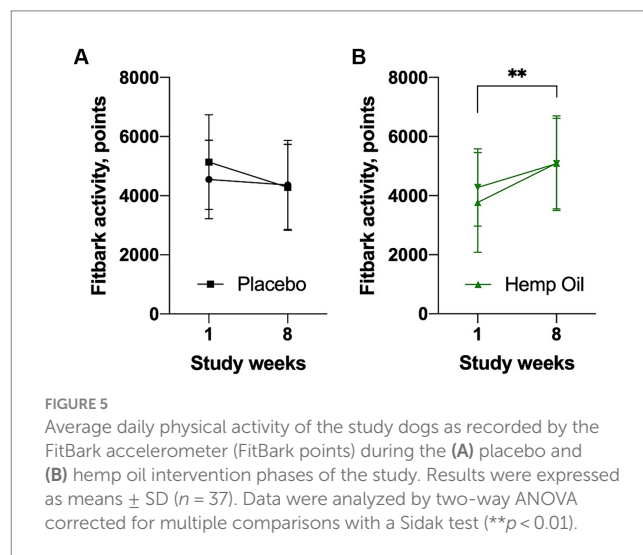 A
B
8000
6000
4000
2000
0
Fitbark activity, points
Placebo
1
8
Study weeks
8000
6000
4000
2000
0
Fitbark activity, points
**
Hemp Oil
1
8
Study weeks
FIGURE 5
Average daily physical activity of the study dogs as recorded by the
FitBark accelerometer (FitBark points) during the (A) placebo and
(B) hemp oil intervention phases of the study. Results were expressed
as means ± SD (n = 37). Data were analyzed by two-way ANOVA
corrected for multiple comparisons with a Sidak test (**p < 0.01).